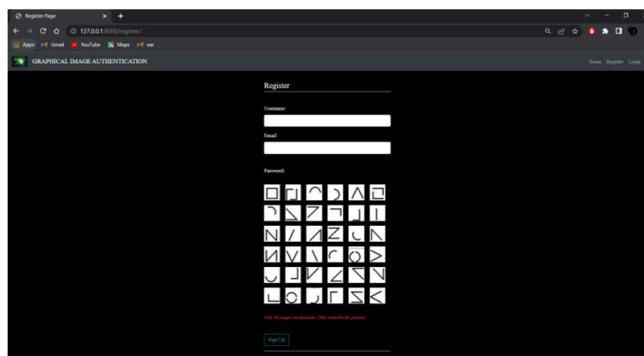 Register Page
127.0.0.1:8000/register/
Apps Gmail YouTube Maps
GRAPHICAL IMAGE AUTHENTICATION
Home Register Login
Register
Username:
Email
Password:
Sign Up